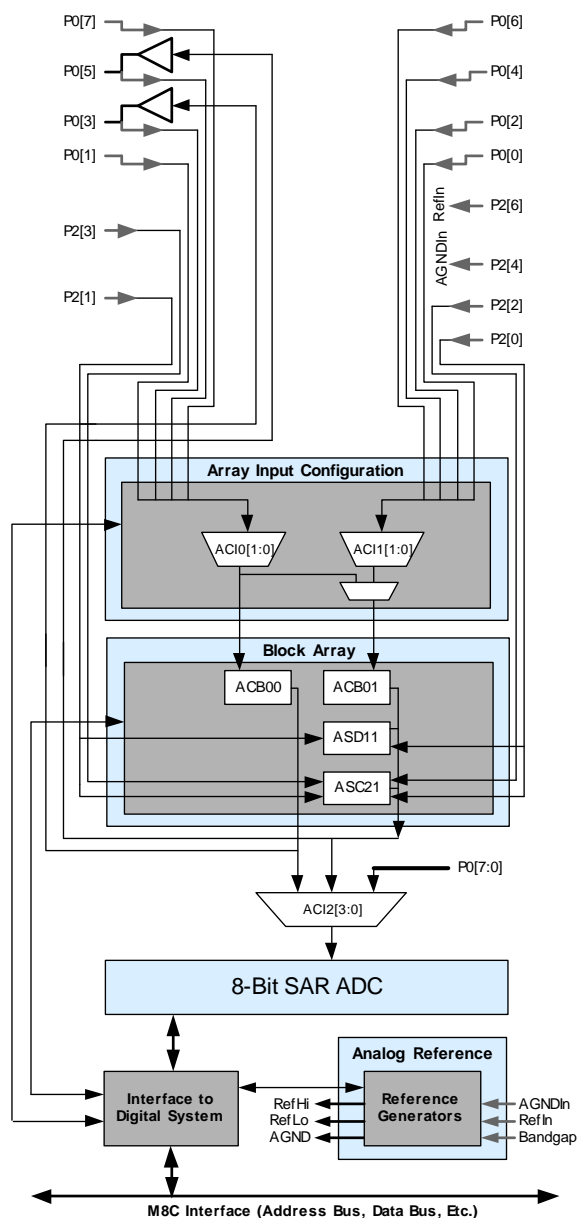 P0[7]
P0[5]
P0[3]
P0[1]
P2[3]
P2[1]
P0[6]
P0[4]
P0[2]
P0[0]
P2[6]
P2[4]
P2[2]
P2[0]
AGNDIn RefIn
Array Input Configuration
ACI0[1:0]
ACI1[1:0]
Block Array
ACB00
ACB01
ASD11
ASC21
P0[7:0]
ACI2[3:0]
8-Bit SAR ADC
Interface to
Digital System
Analog Reference
Reference
Generators
RefHi
RefLo
AGND
AGNDIn
RefIn
Bandgap
M8C Interface (Address Bus, Data Bus, Etc.)